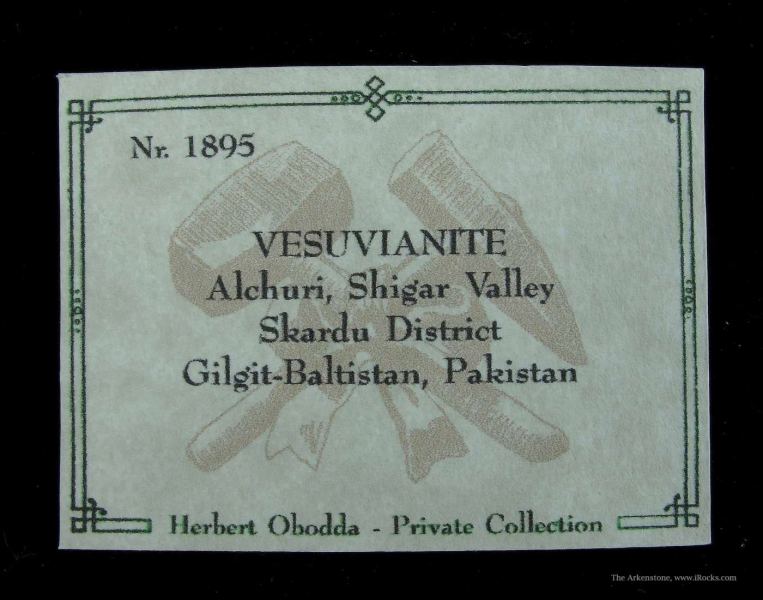 Nr. 1895
VESUVIANITE
Alchuri, Shigar Valley
Skardu District
Gilgit-Baltistan, Pakistan
Herbert Obodda - Private Collection
The Arkenstone, www.iRocks.com